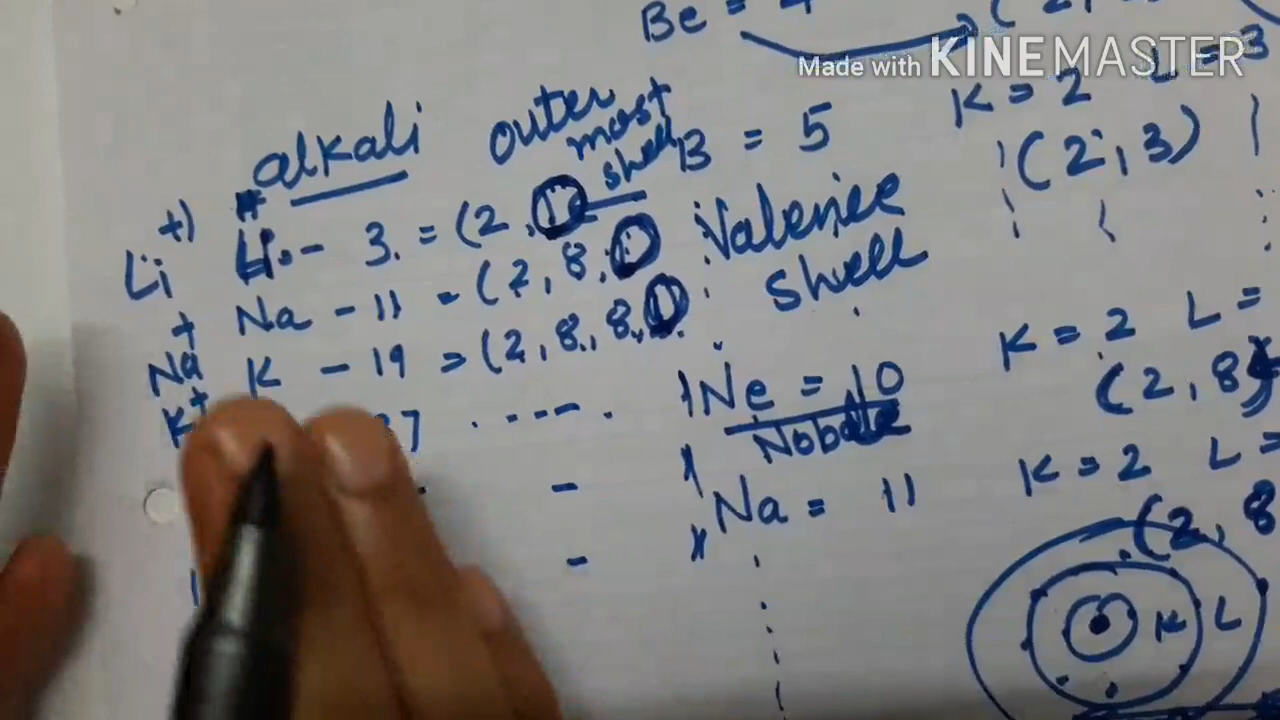 Be = 4
Made with KINEMASTER
K = 2 L = 3
(2, 3)
alkali
outer
most
shell
B = 5
Valence
shell
Li+ Li - 3 = (2, 1)
Na+ Na - 11 = (2, 8, 1)
K+ K - 19 = (2, 8, 8, 1)
37 ----
Ne = 10
K = 2 L =
(2, 8)
Na = 11
K = 2 L =
(2, 8
K L